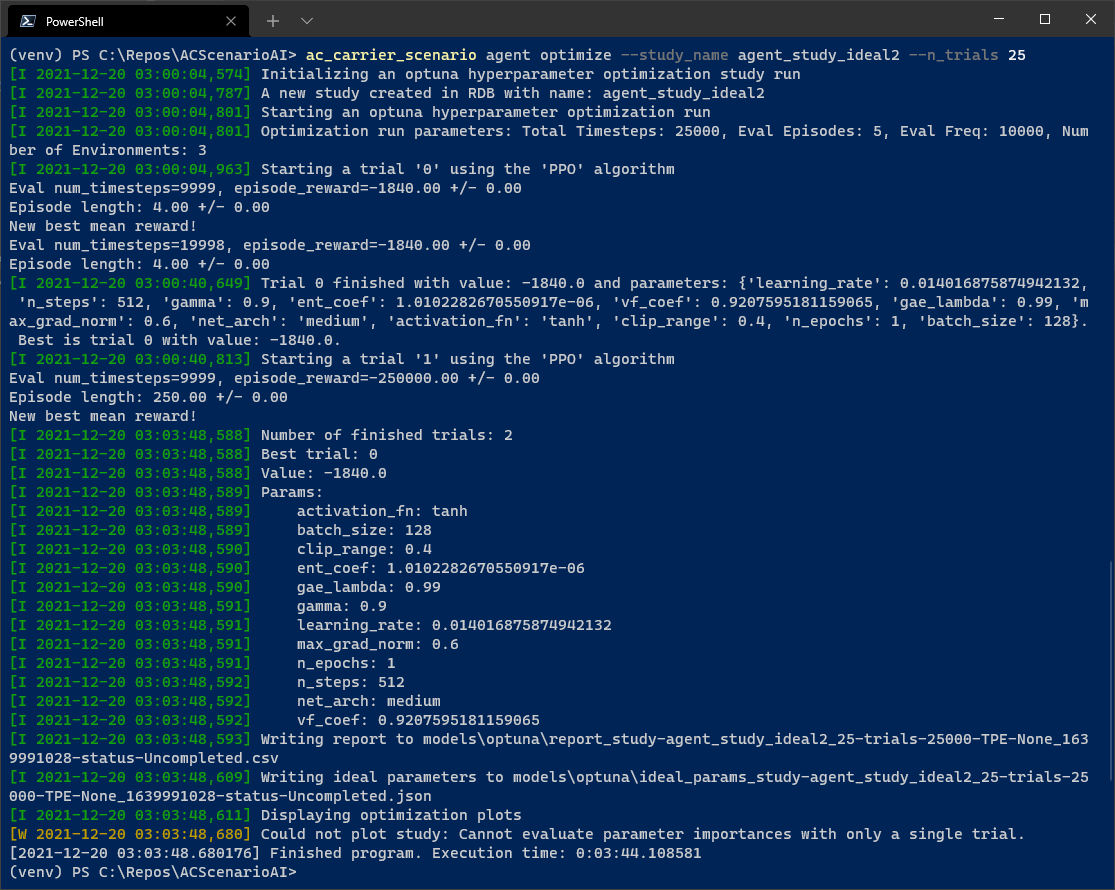 PowerShell
(venv) PS C:\Repos\ACScenarioAI> ac_carrier_scenario agent optimize --study_name agent_study_ideal2 --n_trials 25
[I 2021-12-20 03:00:04,574] Initializing an optuna hyperparameter optimization study run
[I 2021-12-20 03:00:04,787] A new study created in RDB with name: agent_study_ideal2
[I 2021-12-20 03:00:04,801] Starting an optuna hyperparameter optimization run
[I 2021-12-20 03:00:04,801] Optimization run parameters: Total Timesteps: 25000, Eval Episodes: 5, Eval Freq: 10000, Num
ber of Environments: 3
[I 2021-12-20 03:00:04,963] Starting a trial '0' using the 'PPO' algorithm
Eval num_timesteps=9999, episode_reward=-1840.00 +/- 0.00
Episode length: 4.00 +/- 0.00
New best mean reward!
Eval num_timesteps=19998, episode_reward=-1840.00 +/- 0.00
Episode length: 4.00 +/- 0.00
[I 2021-12-20 03:00:40,649] Trial 0 finished with value: -1840.0 and parameters: {'learning_rate': 0.014016875874942132,
 'n_steps': 512, 'gamma': 0.9, 'ent_coef': 1.0102282670550917e-06, 'vf_coef': 0.9207595181159065, 'gae_lambda': 0.99, 'm
ax_grad_norm': 0.6, 'net_arch': 'medium', 'activation_fn': 'tanh', 'clip_range': 0.4, 'n_epochs': 1, 'batch_size': 128}.
 Best is trial 0 with value: -1840.0.
[I 2021-12-20 03:00:40,813] Starting a trial '1' using the 'PPO' algorithm
Eval num_timesteps=9999, episode_reward=-250000.00 +/- 0.00
Episode length: 250.00 +/- 0.00
New best mean reward!
[I 2021-12-20 03:03:48,588] Number of finished trials: 2
[I 2021-12-20 03:03:48,588] Best trial: 0
[I 2021-12-20 03:03:48,588] Value: -1840.0
[I 2021-12-20 03:03:48,589] Params:
[I 2021-12-20 03:03:48,589]     activation_fn: tanh
[I 2021-12-20 03:03:48,589]     batch_size: 128
[I 2021-12-20 03:03:48,590]     clip_range: 0.4
[I 2021-12-20 03:03:48,590]     ent_coef: 1.0102282670550917e-06
[I 2021-12-20 03:03:48,590]     gae_lambda: 0.99
[I 2021-12-20 03:03:48,591]     gamma: 0.9
[I 2021-12-20 03:03:48,591]     learning_rate: 0.014016875874942132
[I 2021-12-20 03:03:48,591]     max_grad_norm: 0.6
[I 2021-12-20 03:03:48,591]     n_epochs: 1
[I 2021-12-20 03:03:48,592]     n_steps: 512
[I 2021-12-20 03:03:48,592]     net_arch: medium
[I 2021-12-20 03:03:48,592]     vf_coef: 0.9207595181159065
[I 2021-12-20 03:03:48,593] Writing report to models\optuna\report_study-agent_study_ideal2_25-trials-25000-TPE-None_163
9991028-status-Uncompleted.csv
[I 2021-12-20 03:03:48,609] Writing ideal parameters to models\optuna\ideal_params_study-agent_study_ideal2_25-trials-25
000-TPE-None_1639991028-status-Uncompleted.json
[I 2021-12-20 03:03:48,611] Displaying optimization plots
[W 2021-12-20 03:03:48,680] Could not plot study: Cannot evaluate parameter importances with only a single trial.
[2021-12-20 03:03:48.680176] Finished program. Execution time: 0:03:44.108581
(venv) PS C:\Repos\ACScenarioAI>